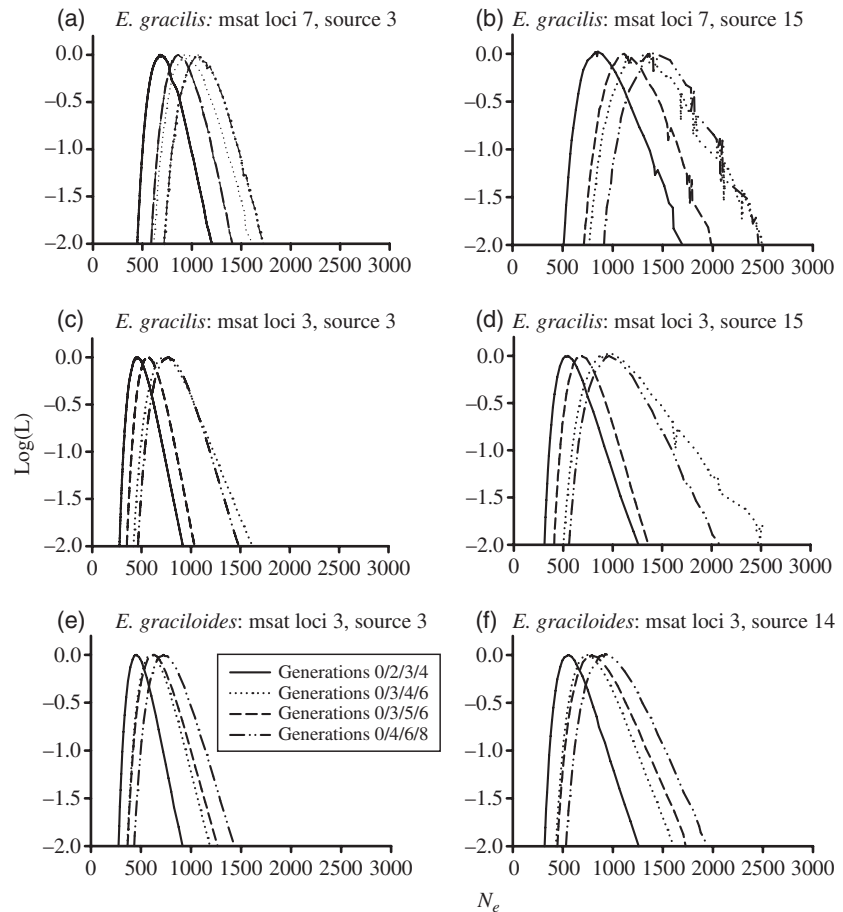 (a) E. gracilis: msat loci 7, source 3
0.0
−0.5
−1.0
−1.5
−2.0
0 500 1000 1500 2000 2500 3000
(b) E. gracilis: msat loci 7, source 15
0.0
−0.5
−1.0
−1.5
−2.0
0 500 1000 1500 2000 2500 3000
(c) E. gracilis: msat loci 3, source 3
0.0
−0.5
−1.0
−1.5
−2.0
0 500 1000 1500 2000 2500 3000
Log(L)
(d) E. gracilis: msat loci 3, source 15
0.0
−0.5
−1.0
−1.5
−2.0
0 500 1000 1500 2000 2500 3000
(e) E. graciloides: msat loci 3, source 3
0.0
−0.5
−1.0
−1.5
−2.0
0 500 1000 1500 2000 2500 3000
Generations 0/2/3/4
Generations 0/3/4/6
Generations 0/3/5/6
Generations 0/4/6/8
(f) E. graciloides: msat loci 3, source 14
0.0
−0.5
−1.0
−1.5
−2.0
0 500 1000 1500 2000 2500 3000
Ne